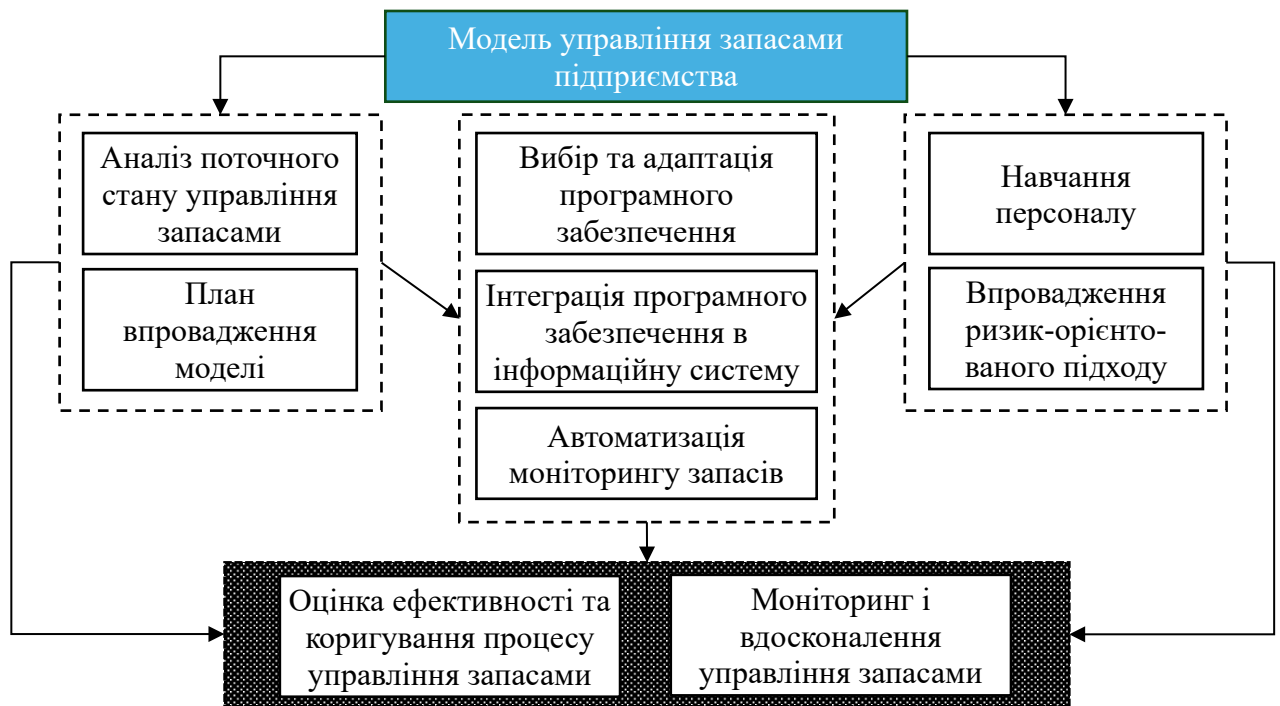 Модель управління запасами
підприємства
Аналіз поточного
стану управління
запасами
План
впровадження
моделі
Вибір та адаптація
програмного
забезпечення
Інтеграція програмного
забезпечення в
інформаційну систему
Автоматизація
моніторингу запасів
Навчання
персоналу
Впровадження
ризик-орієнто-
ваного підходу
Оцінка ефективності та
коригування процесу
управління запасами
Моніторинг і
вдосконалення
управління запасами